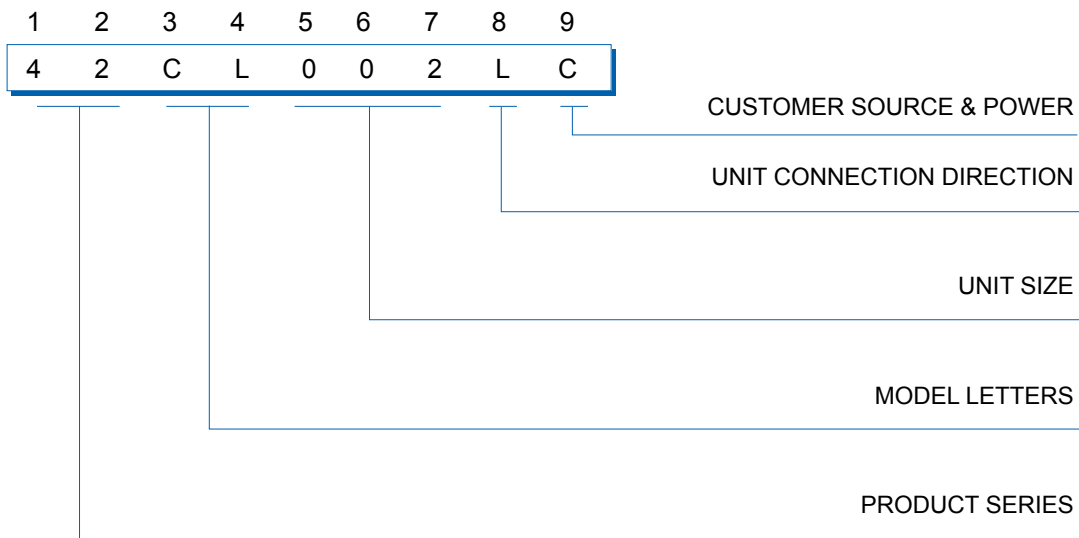 1 2 3 4 5 6 7 8 9
4 2 C L 0 0 2 L C
CUSTOMER SOURCE & POWER
UNIT CONNECTION DIRECTION
UNIT SIZE
MODEL LETTERS
PRODUCT SERIES